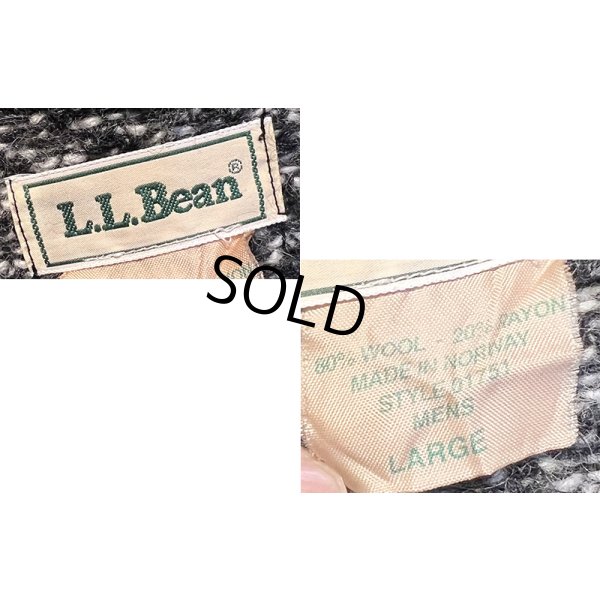 L.L.Bean®
SOLD
80% WOOL - 20% RAYON
MADE IN NORWAY
STYLE 01751
MENS
LARGE